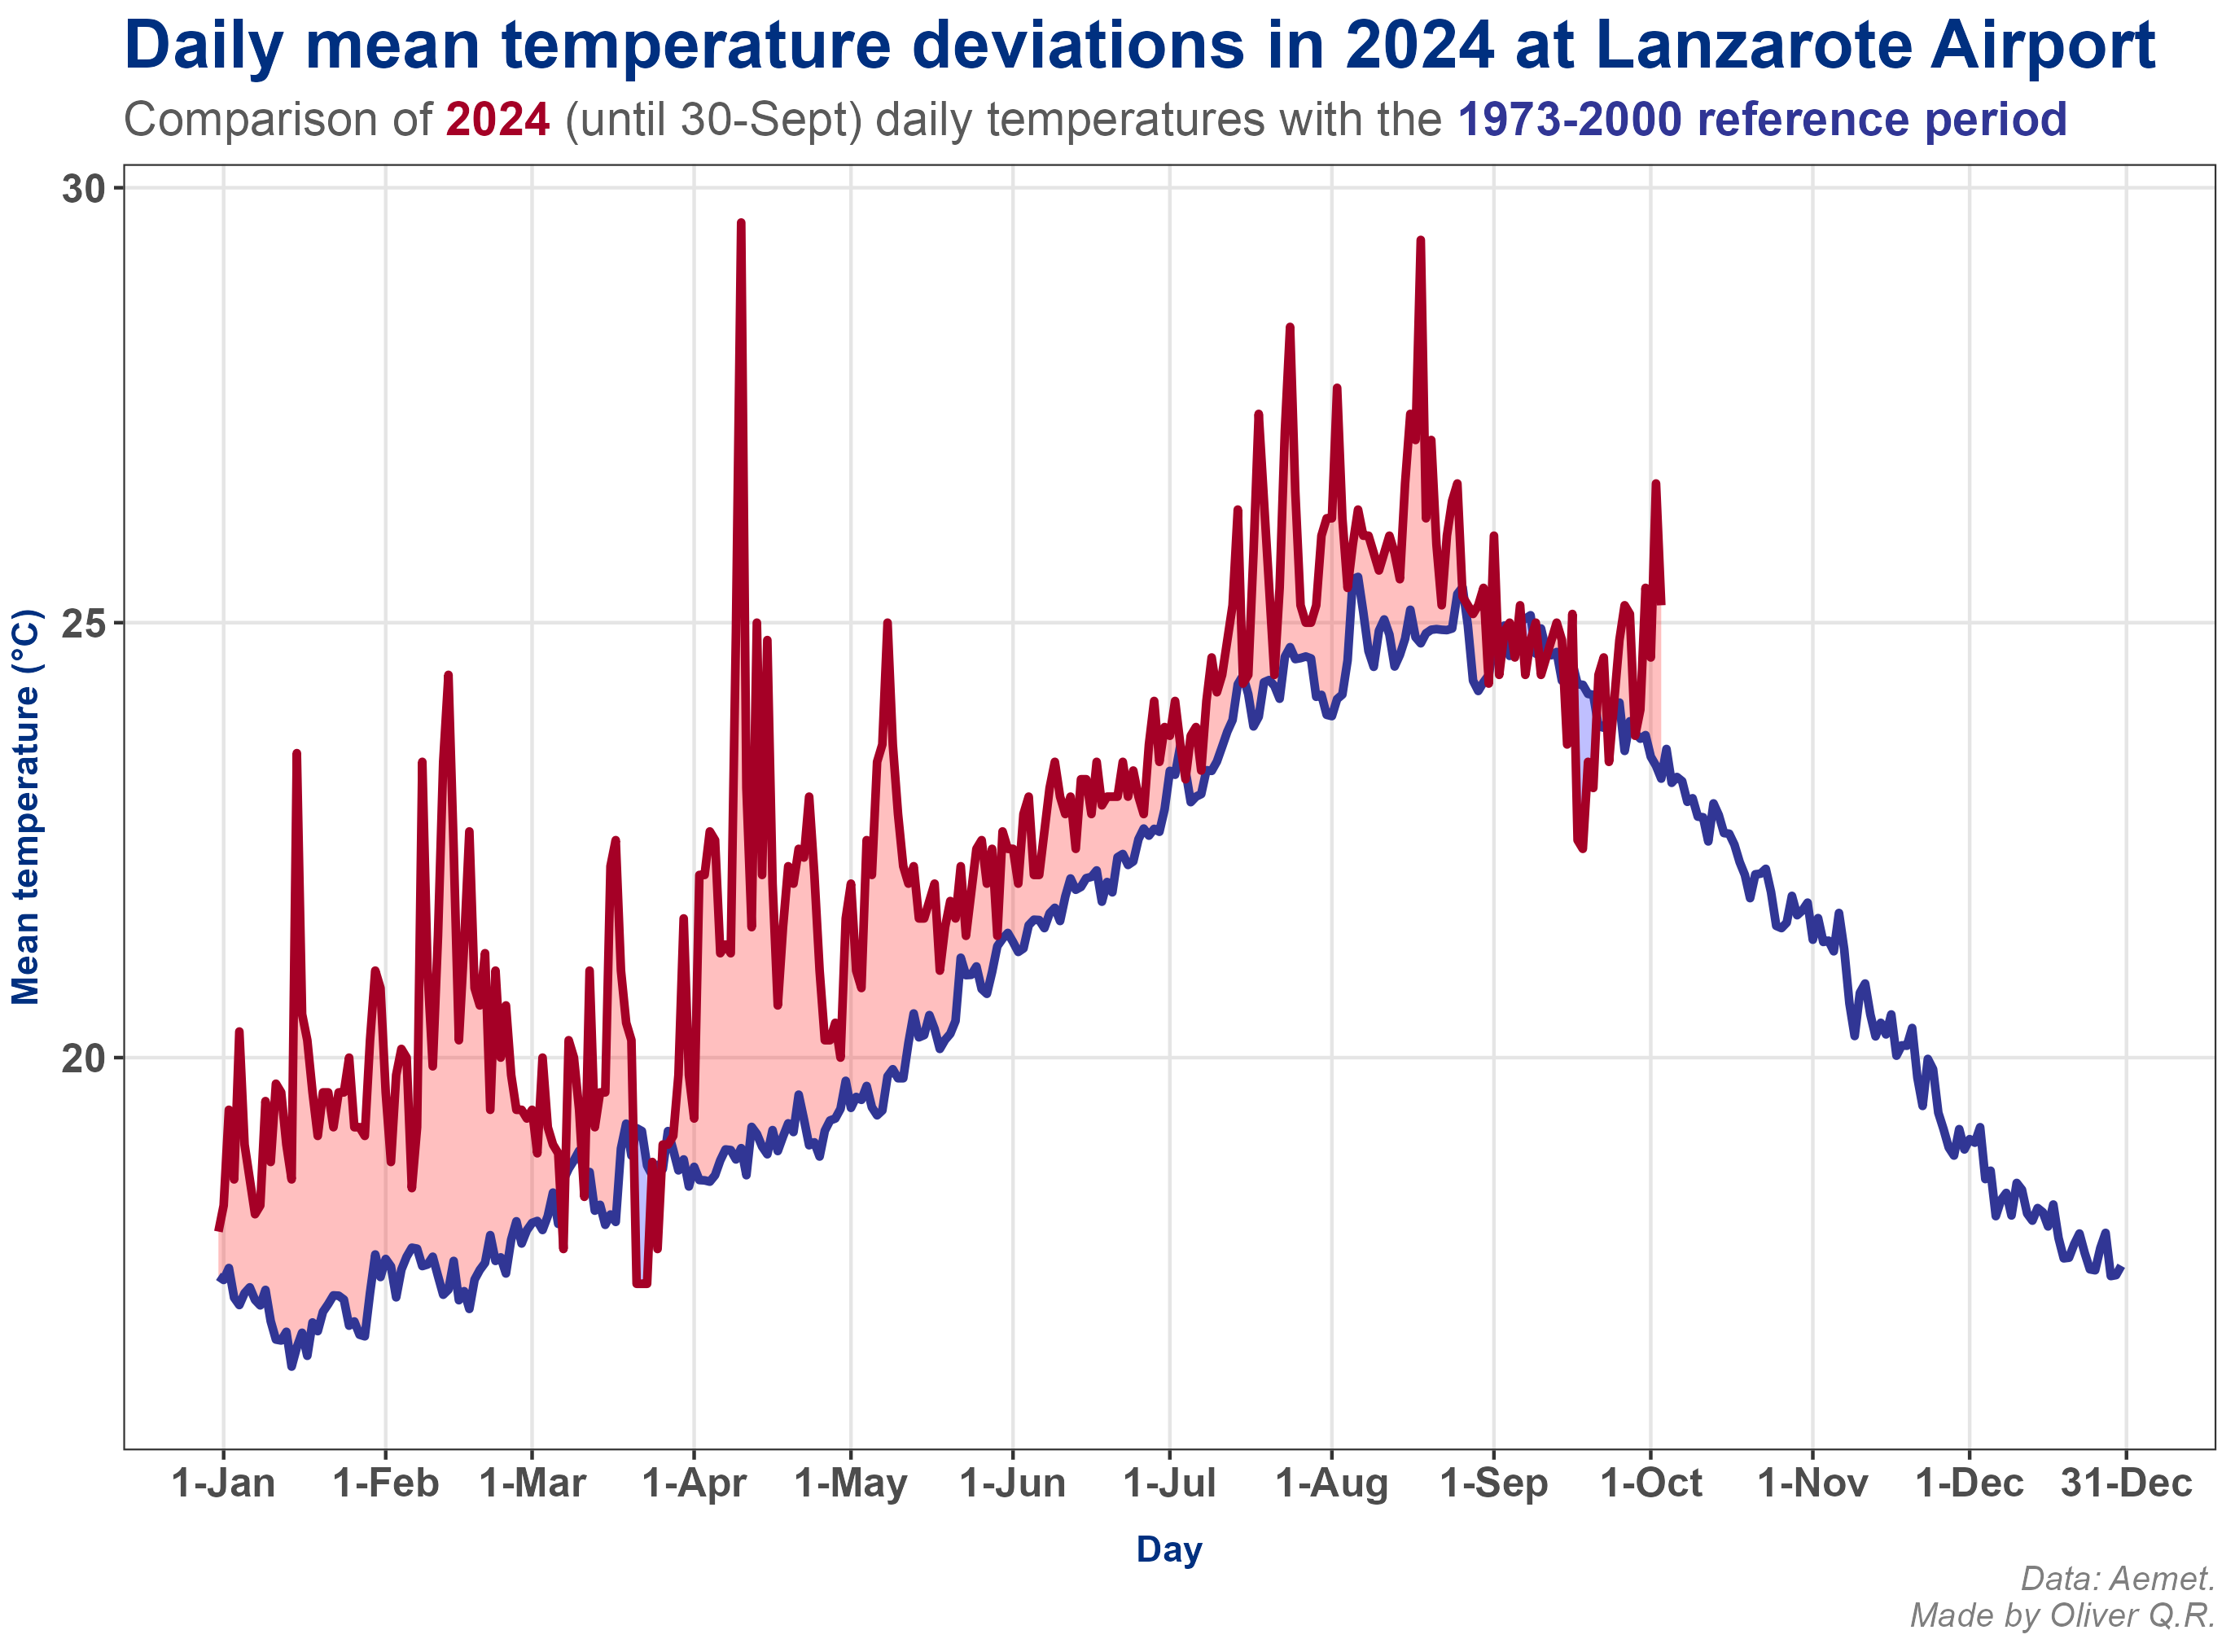 Daily mean temperature deviations in 2024 at Lanzarote Airport
Comparison of 2024 (until 30-Sept) daily temperatures with the 1973-2000 reference period
Mean temperature (°C)
30
25
20
1-Jan 1-Feb 1-Mar 1-Apr 1-May 1-Jun 1-Jul 1-Aug 1-Sep 1-Oct 1-Nov 1-Dec 31-Dec
Day
Data: Aemet.
Made by Oliver Q.R.